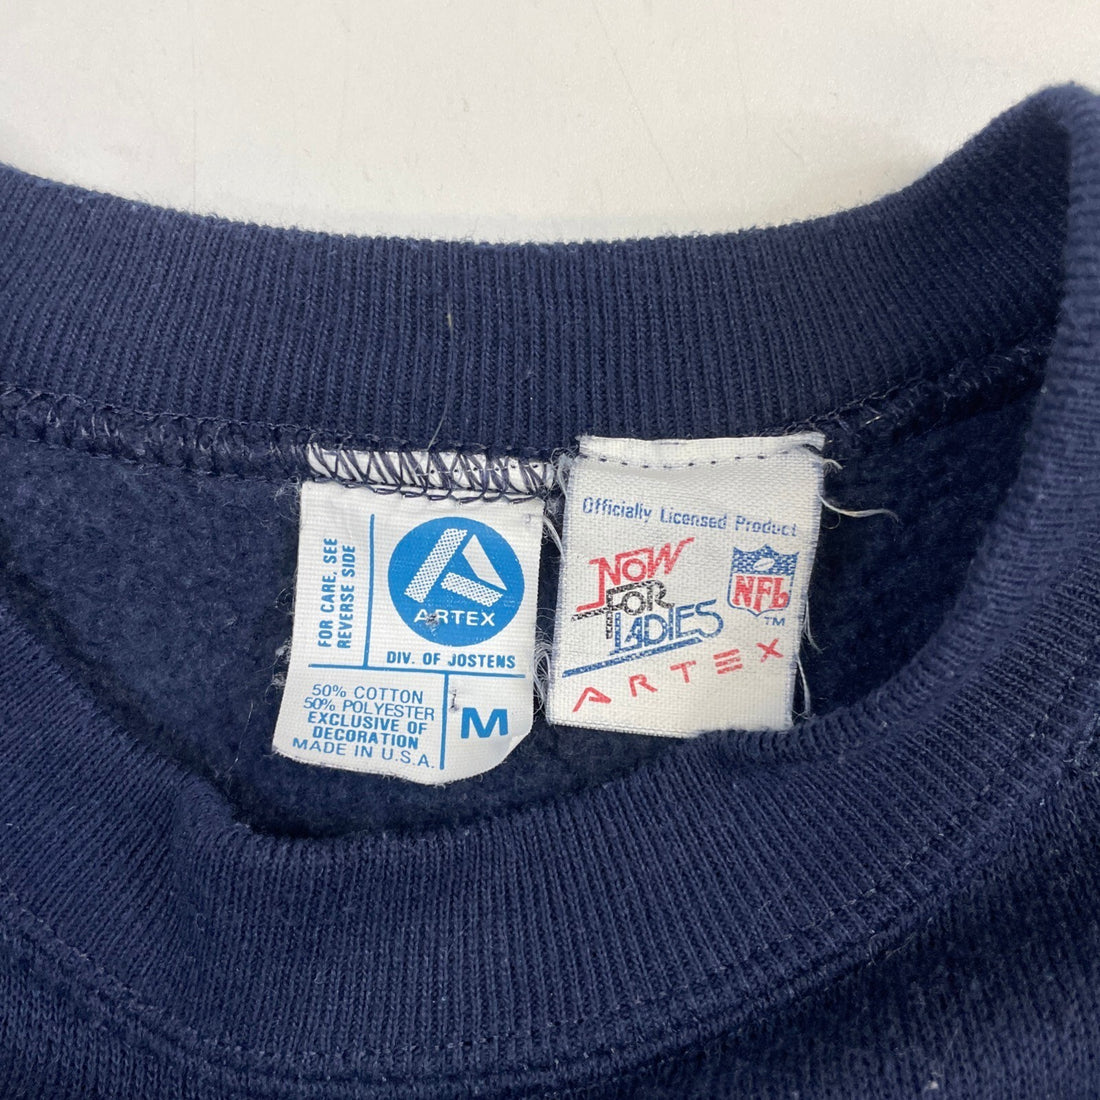 FOR CARE, SEE
REVERSE SIDE
A
ARTEX
DIV. OF JOSTENS
50% COTTON
50% POLYESTER
EXCLUSIVE OF
DECORATION
MADE IN U.S.A.
M
Officially Licensed Product
NOW
FOR
LADIES
NFL
TM
ARTEX